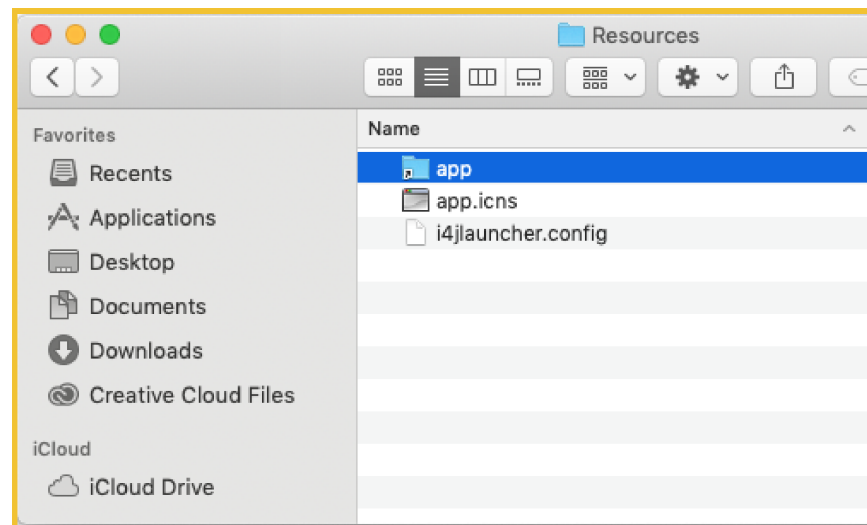 Resources
Favorites
Name
Recents
app
Applications
app.icns
i4jlauncher.config
Desktop
Documents
Downloads
Creative Cloud Files
iCloud
iCloud Drive